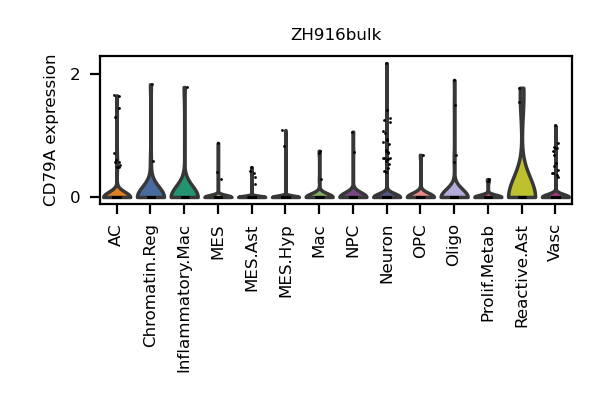 ZH916bulk
CD79A expression
2
0
AC
Chromatin.Reg
Inflammatory.Mac
MES
MES.Ast
MES.Hyp
Mac
NPC
Neuron
OPC
Oligo
Prolif.Metab
Reactive.Ast
Vasc